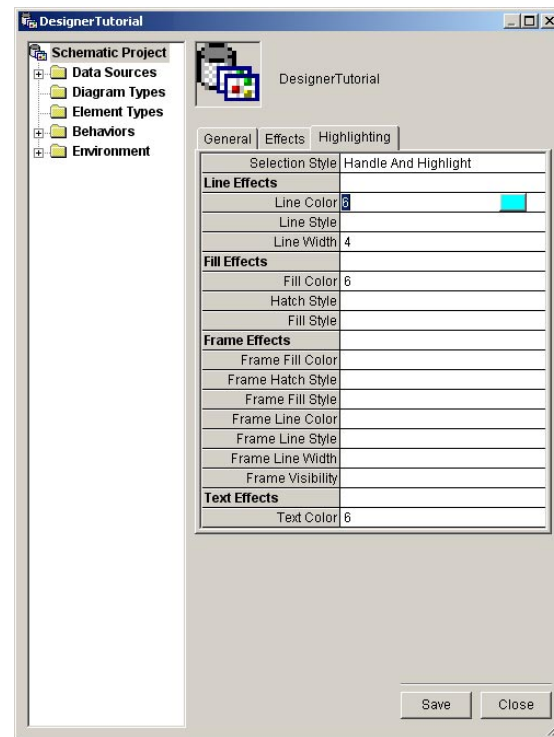 DesignerTutorial
Schematic Project
Data Sources
Diagram Types
Element Types
Behaviors
Environment
DesignerTutorial
General Effects Highlighting
Selection Style Handle And Highlight
Line Effects
Line Color 6
Line Style
Line Width 4
Fill Effects
Fill Color 6
Hatch Style
Fill Style
Frame Effects
Frame Fill Color
Frame Hatch Style
Frame Fill Style
Frame Line Color
Frame Line Style
Frame Line Width
Frame Visibility
Text Effects
Text Color 6
Save Close